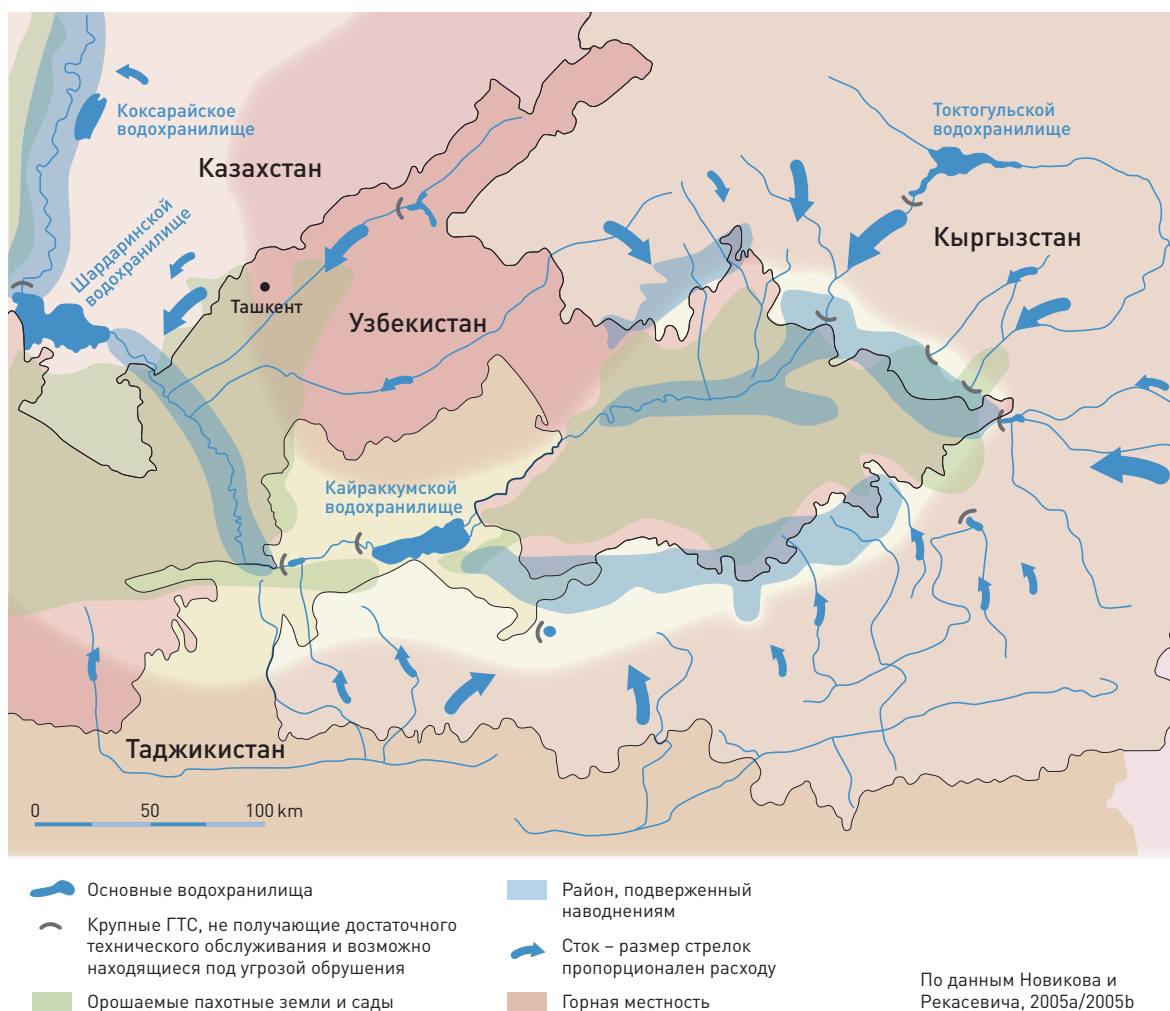 Коксарайское
водохранилище
Токтогульской
водохранилище
Казахстан
Шардаринской
водохранилище
Кыргызстан
Ташкент
Узбекистан
Кайраккумской
водохранилище
Таджикистан
0 50 100 km
Основные водохранилища
Крупные ГТС, не получающие достаточного
технического обслуживания и возможно
находящиеся под угрозой обрушения
Орошаемые пахотные земли и сады
Район, подверженный
наводнениям
Сток – размер стрелок
пропорционален расходу
Горная местность
По данным Новикова и
Рекасевича, 2005a/2005b